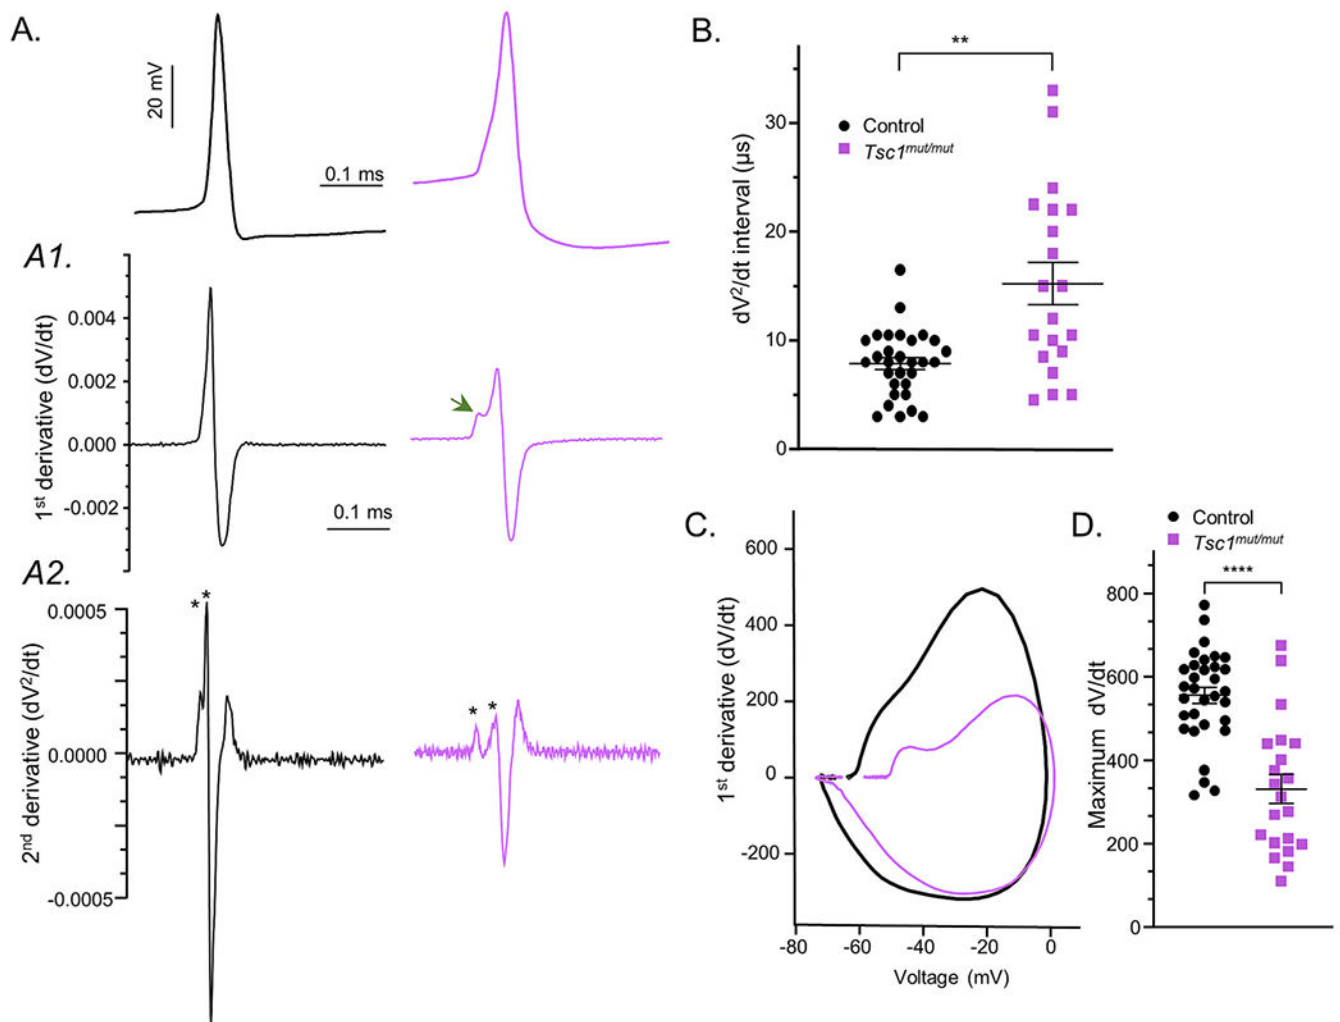 A.
20 mV
0.1 ms
A1.
1st derivative (dV/dt)
0.004
0.002
0.000
-0.002
0.1 ms
A2.
2nd derivative (dV²/dt)
0.0005
0.0000
-0.0005
* *
* *
B.
**
dV²/dt interval (µs)
30
20
10
0
Control
Tsc1mut/mut
C.
1st derivative (dV/dt)
600
400
200
0
-200
-80 -60 -40 -20 0
Voltage (mV)
D.
Control
Tsc1mut/mut
****
Maximum dV/dt
800
600
400
200
0